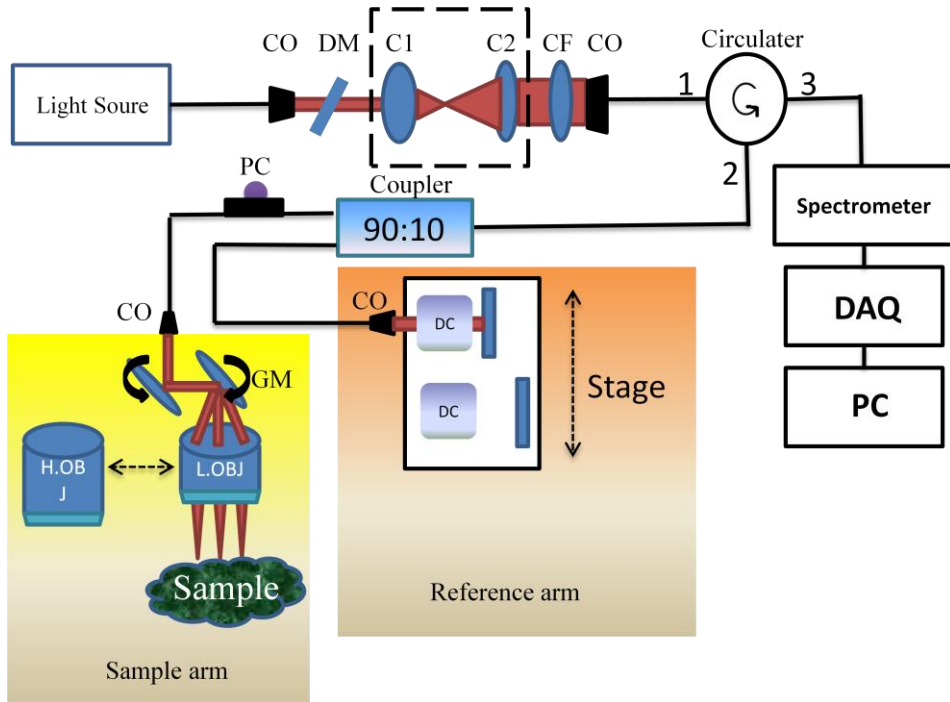 CO DM C1 C2 CF CO Circulater
Light Soure
1 3
2
PC
Coupler
90:10
Spectrometer
DAQ
PC
CO
CO
DC
GM
Stage
DC
H.OB
J
L.OBJ
Sample
Reference arm
Sample arm